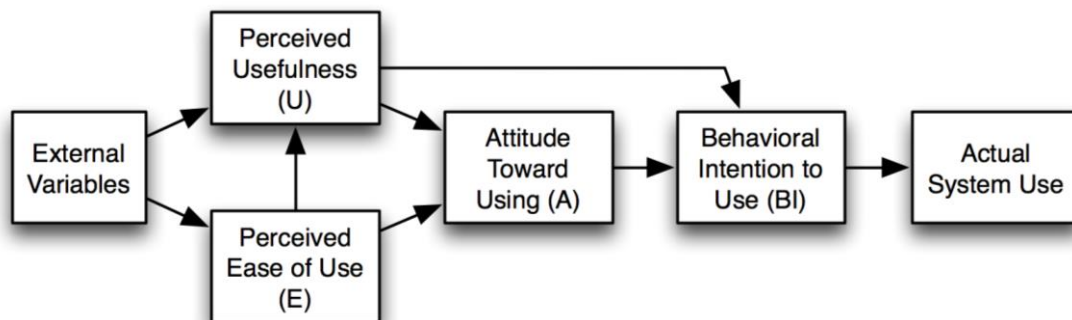 External
Variables
Perceived
Usefulness
(U)
Perceived
Ease of Use
(E)
Attitude
Toward
Using (A)
Behavioral
Intention to
Use (BI)
Actual
System Use